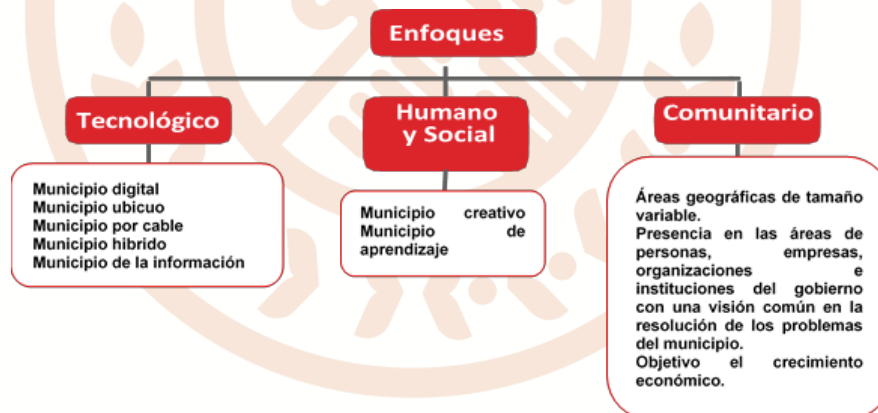 Enfoques
Tecnológico
Municipio digital
Municipio ubicuo
Municipio por cable
Municipio hibrido
Municipio de la información
Humano
y Social
Municipio creativo
Municipio de
aprendizaje
Comunitario
Áreas geográficas de tamaño
variable.
Presencia en las áreas de
personas, empresas,
organizaciones e
instituciones del gobierno
con una visión común en la
resolución de los problemas
del municipio.
Objetivo el crecimiento
económico.